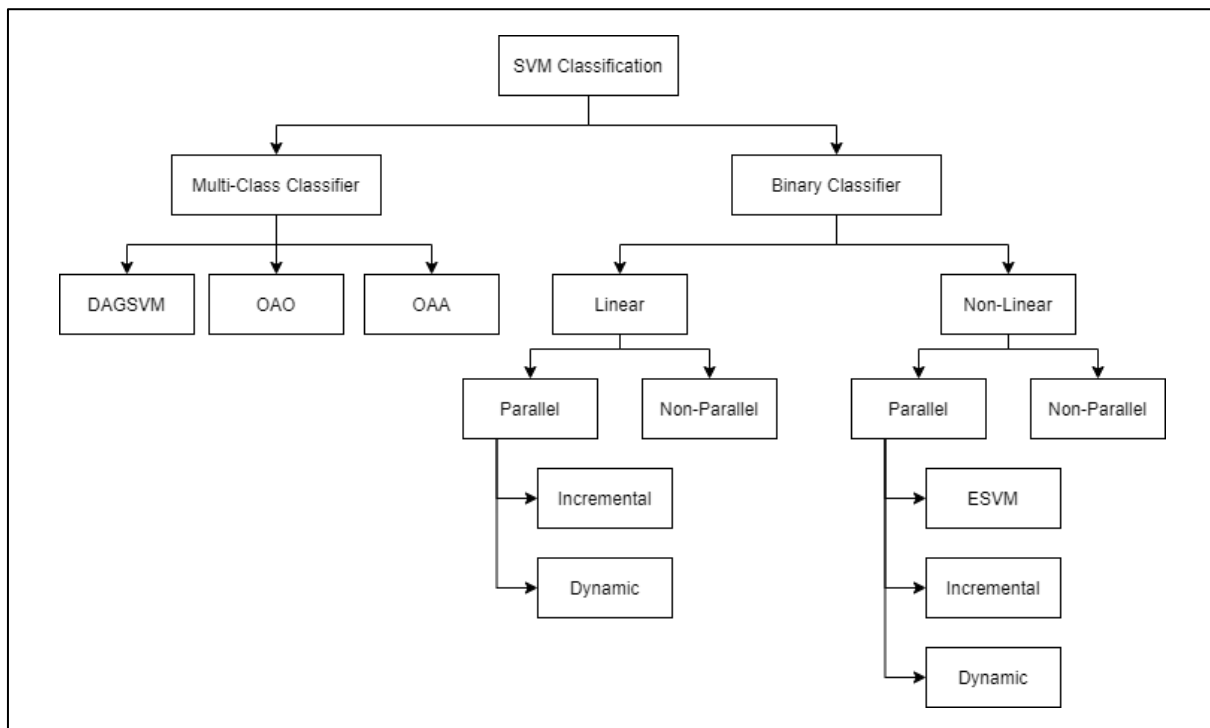 SVM Classification
Multi-Class Classifier
Binary Classifier
DAGSVM
OAO
OAA
Linear
Non-Linear
Parallel
Non-Parallel
Parallel
Non-Parallel
Incremental
ESVM
Dynamic
Incremental
Dynamic